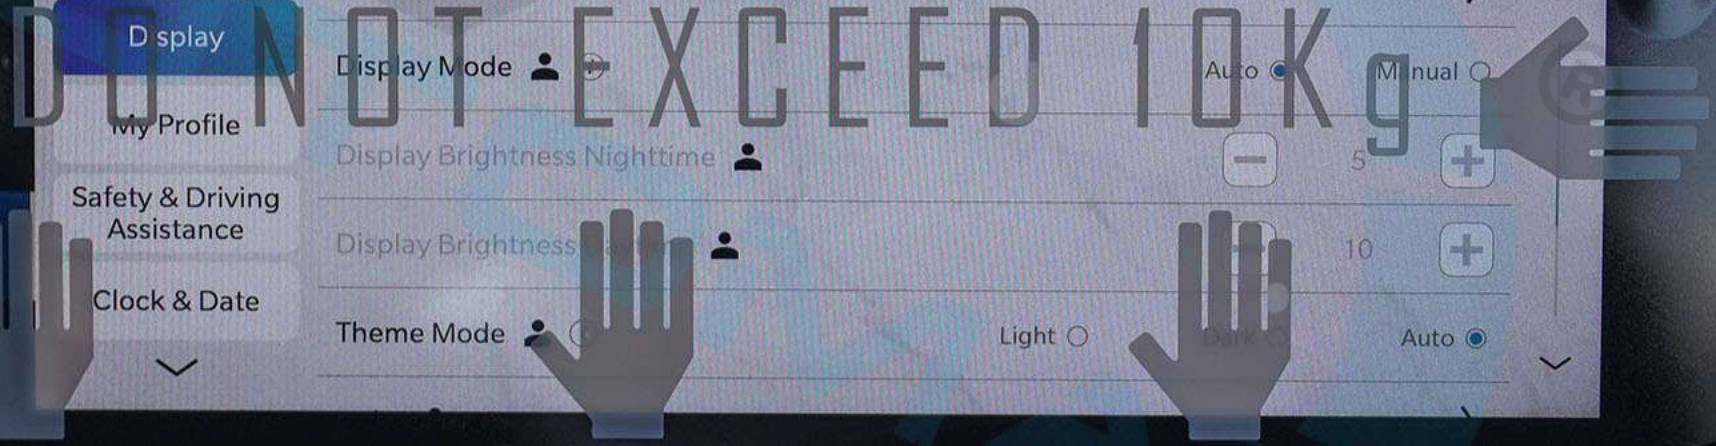 DO NOT EXCEED 10Kg
Display
Display Mode
Auto
Manual
My Profile
Display Brightness Nighttime
5
Safety & Driving
Assistance
Display Brightness
10
Clock & Date
Theme Mode
Light
Dark
Auto
®